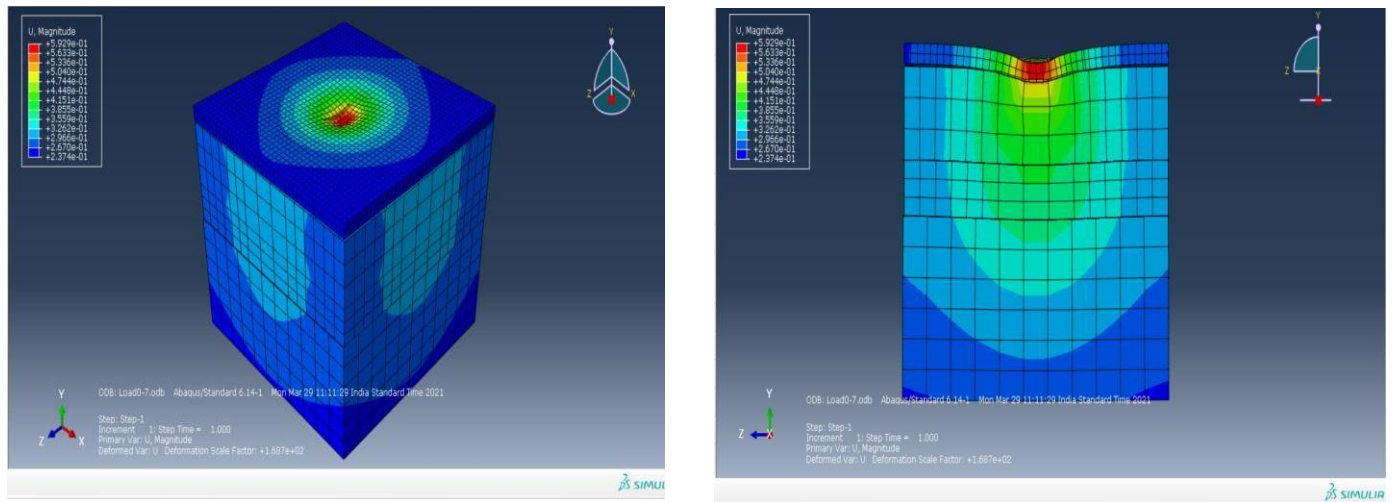 U, Magnitude
+5.929e-01
+5.633e-01
+5.336e-01
+5.040e-01
+4.744e-01
+4.448e-01
+4.151e-01
+3.855e-01
+3.559e-01
+3.262e-01
+2.966e-01
+2.670e-01
+2.374e-01
Y
Z
X
ODB: Load0-7.odb Abaqus/Standard 6.14-1 Mon Mar 29 11:11:29 India Standard Time 2021
Y
Z
X
Step: Step-1
Increment 1: Step Time = 1.000
Primary Var: U, Magnitude
Deformed Var: U Deformation Scale Factor: +1.687e+02
SIMUL
U, Magnitude
+5.929e-01
+5.633e-01
+5.336e-01
+5.040e-01
+4.744e-01
+4.448e-01
+4.151e-01
+3.855e-01
+3.559e-01
+3.262e-01
+2.966e-01
+2.670e-01
+2.374e-01
Y
Z
ODB: Load0-7.odb Abaqus/Standard 6.14-1 Mon Mar 29 11:11:29 India Standard Time 2021
Y
Z
X
Step: Step-1
Increment 1: Step Time = 1.000
Primary Var: U, Magnitude
Deformed Var: U Deformation Scale Factor: +1.687e+02
SIMULIA